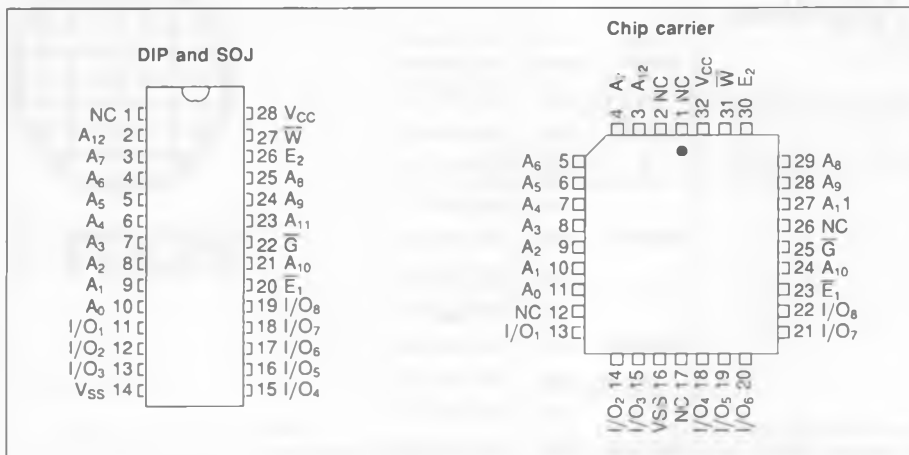 DIP and SOJ
NC 1
A₁₂ 2
A₇ 3
A₆ 4
A₅ 5
A₄ 6
A₃ 7
A₂ 8
A₁ 9
A₀ 10
I/O₁ 11
I/O₂ 12
I/O₃ 13
VSS 14
28 VCC
27 W̅
26 E₂
25 A₈
24 A₉
23 A₁₁
22 G̅
21 A₁₀
20 E̅₁
19 I/O₈
18 I/O₇
17 I/O₆
16 I/O₅
15 I/O₄
Chip carrier
4 A₇
3 A₁₂
2 NC
1 NC
32 VCC
31 W̅
30 E₂
A₆ 5
A₅ 6
A₄ 7
A₃ 8
A₂ 9
A₁ 10
A₀ 11
NC 12
I/O₁ 13
29 A₈
28 A₉
27 A₁1
26 NC
25 G̅
24 A₁₀
23 E̅₁
22 I/O₈
21 I/O₇
I/O₂ 14
I/O₃ 15
VSS 16
NC 17
I/O₄ 18
I/O₅ 19
I/O₆ 20